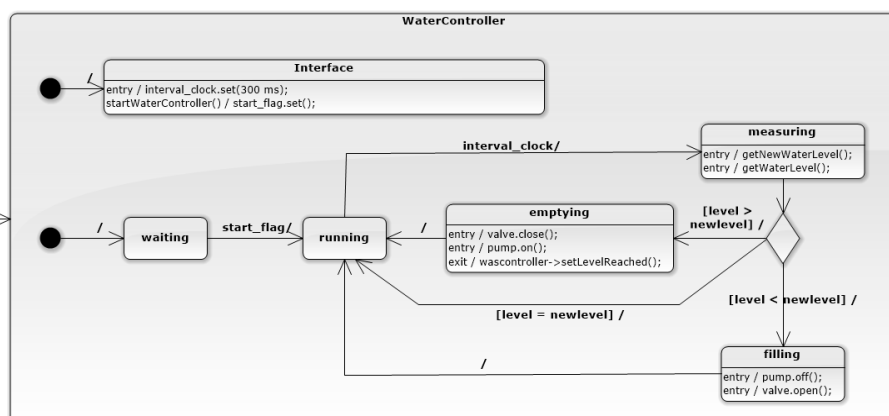 WaterController
/
Interface
entry / interval_clock.set(300 ms);
startWaterController() / start_flag.set();
measuring
entry / getNewWaterLevel();
entry / getWaterLevel();
interval_clock/
/
waiting
start_flag/
running
/
emptying
entry / valve.close();
entry / pump.on();
exit / wascontroller->setLevelReached();
[level >
newlevel] /
[level = newlevel] /
[level < newlevel] /
/
filling
entry / pump.off();
entry / valve.open();